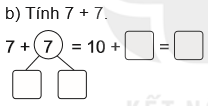 b) Tính 7 + 7.
7 + 7 = 10 + =